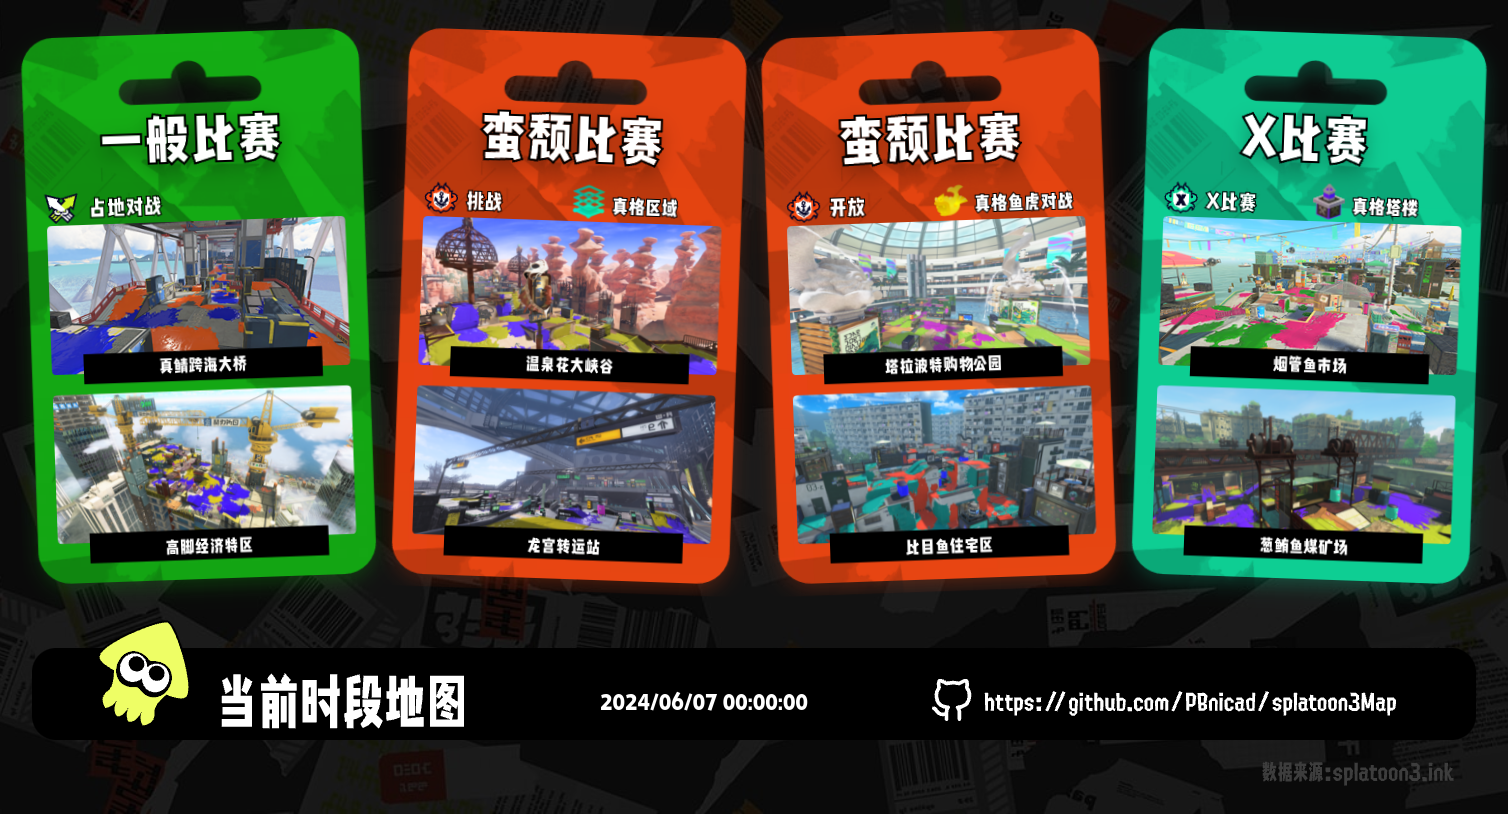 一般比赛
占地对战
真鲷跨海大桥
高脚经济特区
蛮颓比赛
挑战
真格区域
温泉花大峡谷
龙宫转运站
蛮颓比赛
开放
真格鱼虎对战
塔拉波特购物公园
比目鱼住宅区
X比赛
X比赛
真格塔楼
烟管鱼市场
葱鲔鱼煤矿场
当前时段地图
2024/06/07 00:00:00
https://github.com/PBnicad/splatoon3Map
数据来源:splatoon3.ink